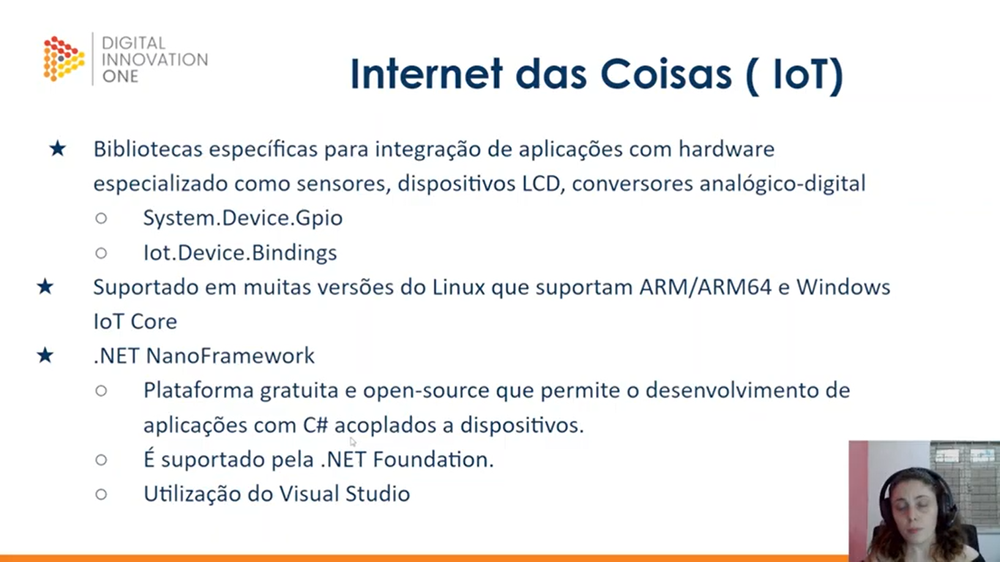 DIGITAL
INNOVATION
ONE
Internet das Coisas ( IoT)
★ Bibliotecas específicas para integração de aplicações com hardware
especializado como sensores, dispositivos LCD, conversores analógico-digital
○ System.Device.Gpio
○ Iot.Device.Bindings
★ Suportado em muitas versões do Linux que suportam ARM/ARM64 e Windows
IoT Core
★ .NET NanoFramework
○ Plataforma gratuita e open-source que permite o desenvolvimento de
aplicações com C# acoplados a dispositivos.
○ É suportado pela .NET Foundation.
○ Utilização do Visual Studio